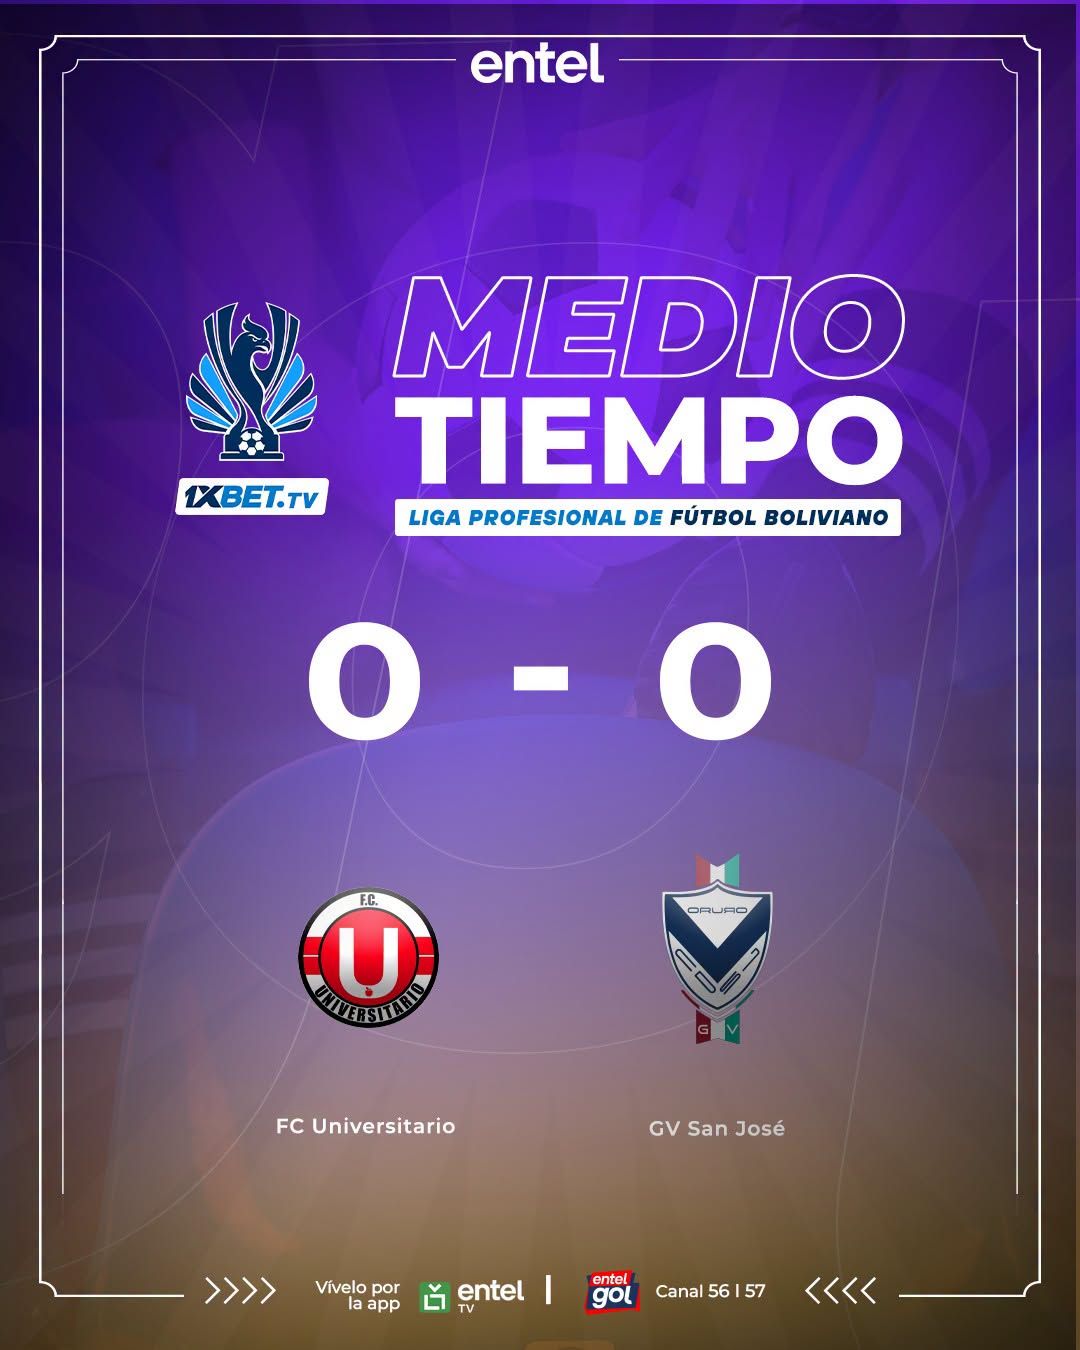 entel
MEDIO
TIEMPO
1XBET.TV
LIGA PROFESIONAL DE FÚTBOL BOLIVIANO
0 - 0
F.C.
U
UNIVERSITARIO
ORURO
CDSJ
G V
FC Universitario
GV San José
Vívelo por
la app
entel
TV
entel
gol
Canal 56 | 57